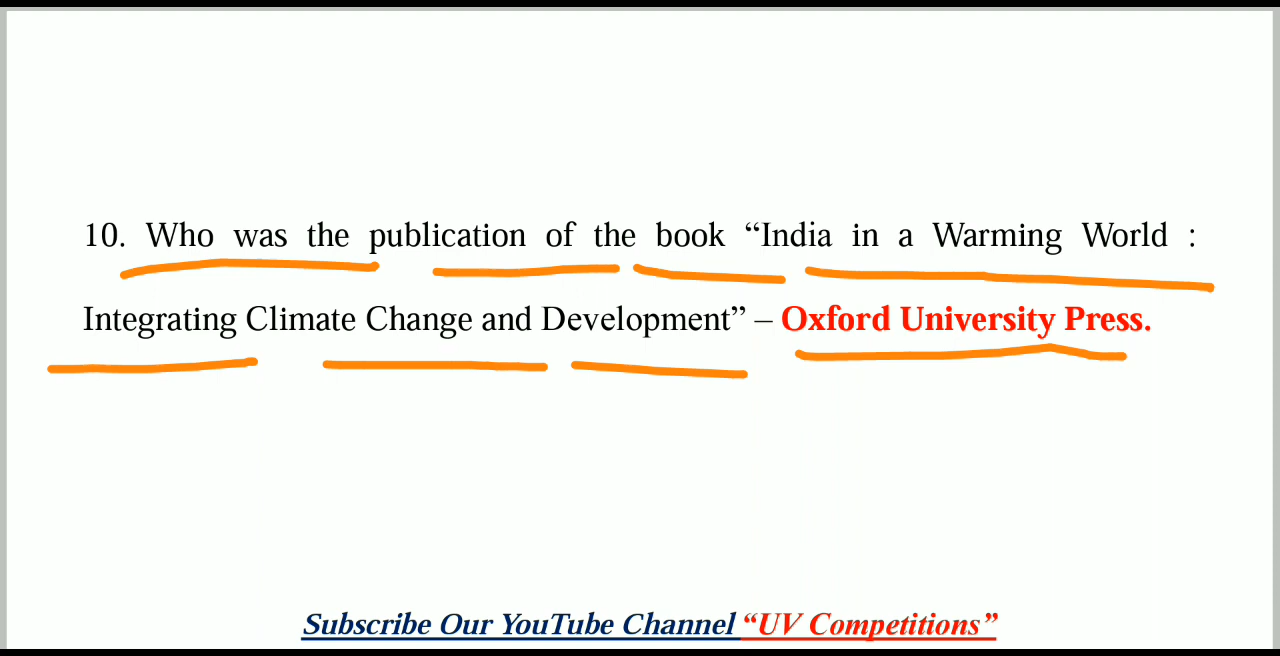 10. Who was the publication of the book “India in a Warming World :
Integrating Climate Change and Development” – Oxford University Press.
Subscribe Our YouTube Channel “UV Competitions”